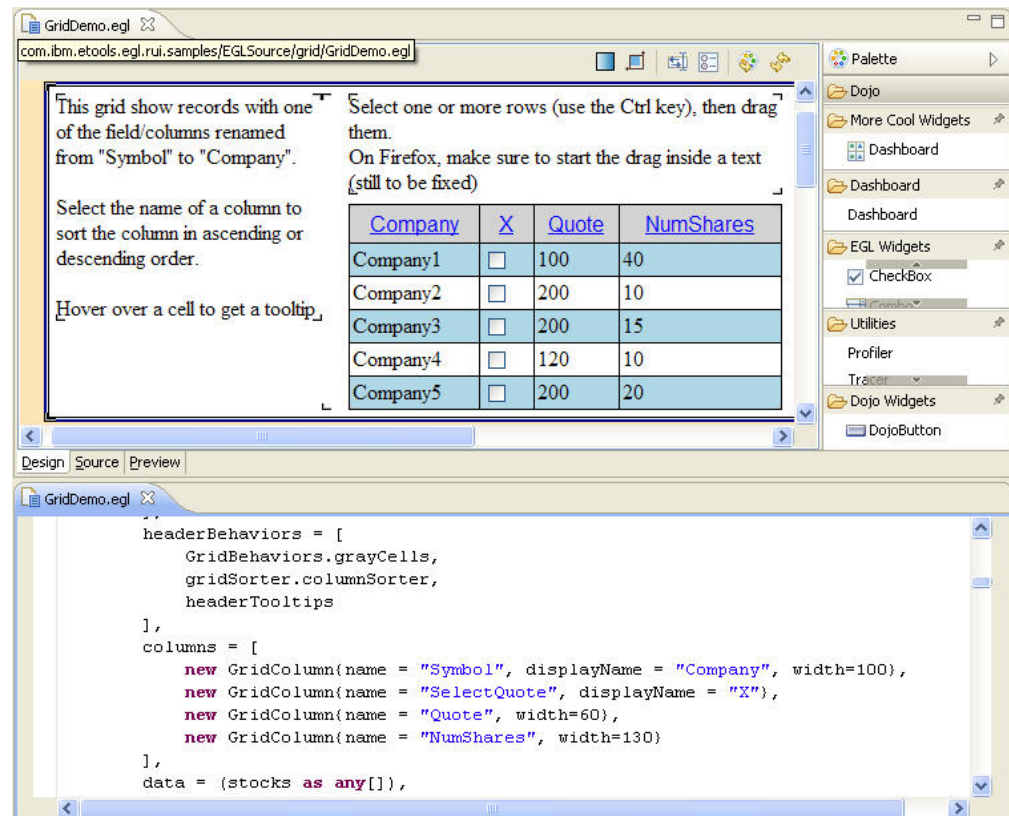 GridDemo.egl
com.ibm.etools.egl.rui.samples/EGLSource/grid/GridDemo.egl
This grid show records with one
of the field/columns renamed
from "Symbol" to "Company".
Select the name of a column to
sort the column in ascending or
descending order.
Hover over a cell to get a tooltip
Select one or more rows (use the Ctrl key), then drag
them.
On Firefox, make sure to start the drag inside a text
(still to be fixed)
Company X Quote NumShares
Company1 100 40
Company2 200 10
Company3 200 15
Company4 120 10
Company5 200 20
Palette
Dojo
More Cool Widgets
Dashboard
Dashboard
Dashboard
EGL Widgets
CheckBox
Combo
Utilities
Profiler
Tracer
Dojo Widgets
DojoButton
Design Source Preview
GridDemo.egl
],
headerBehaviors = [
GridBehaviors.grayCells,
gridSorter.columnSorter,
headerTooltips
],
columns = [
new GridColumn{name = "Symbol", displayName = "Company", width=100},
new GridColumn{name = "SelectQuote", displayName = "X"},
new GridColumn{name = "Quote", width=60},
new GridColumn{name = "NumShares", width=130}
],
data = (stocks as any[]),